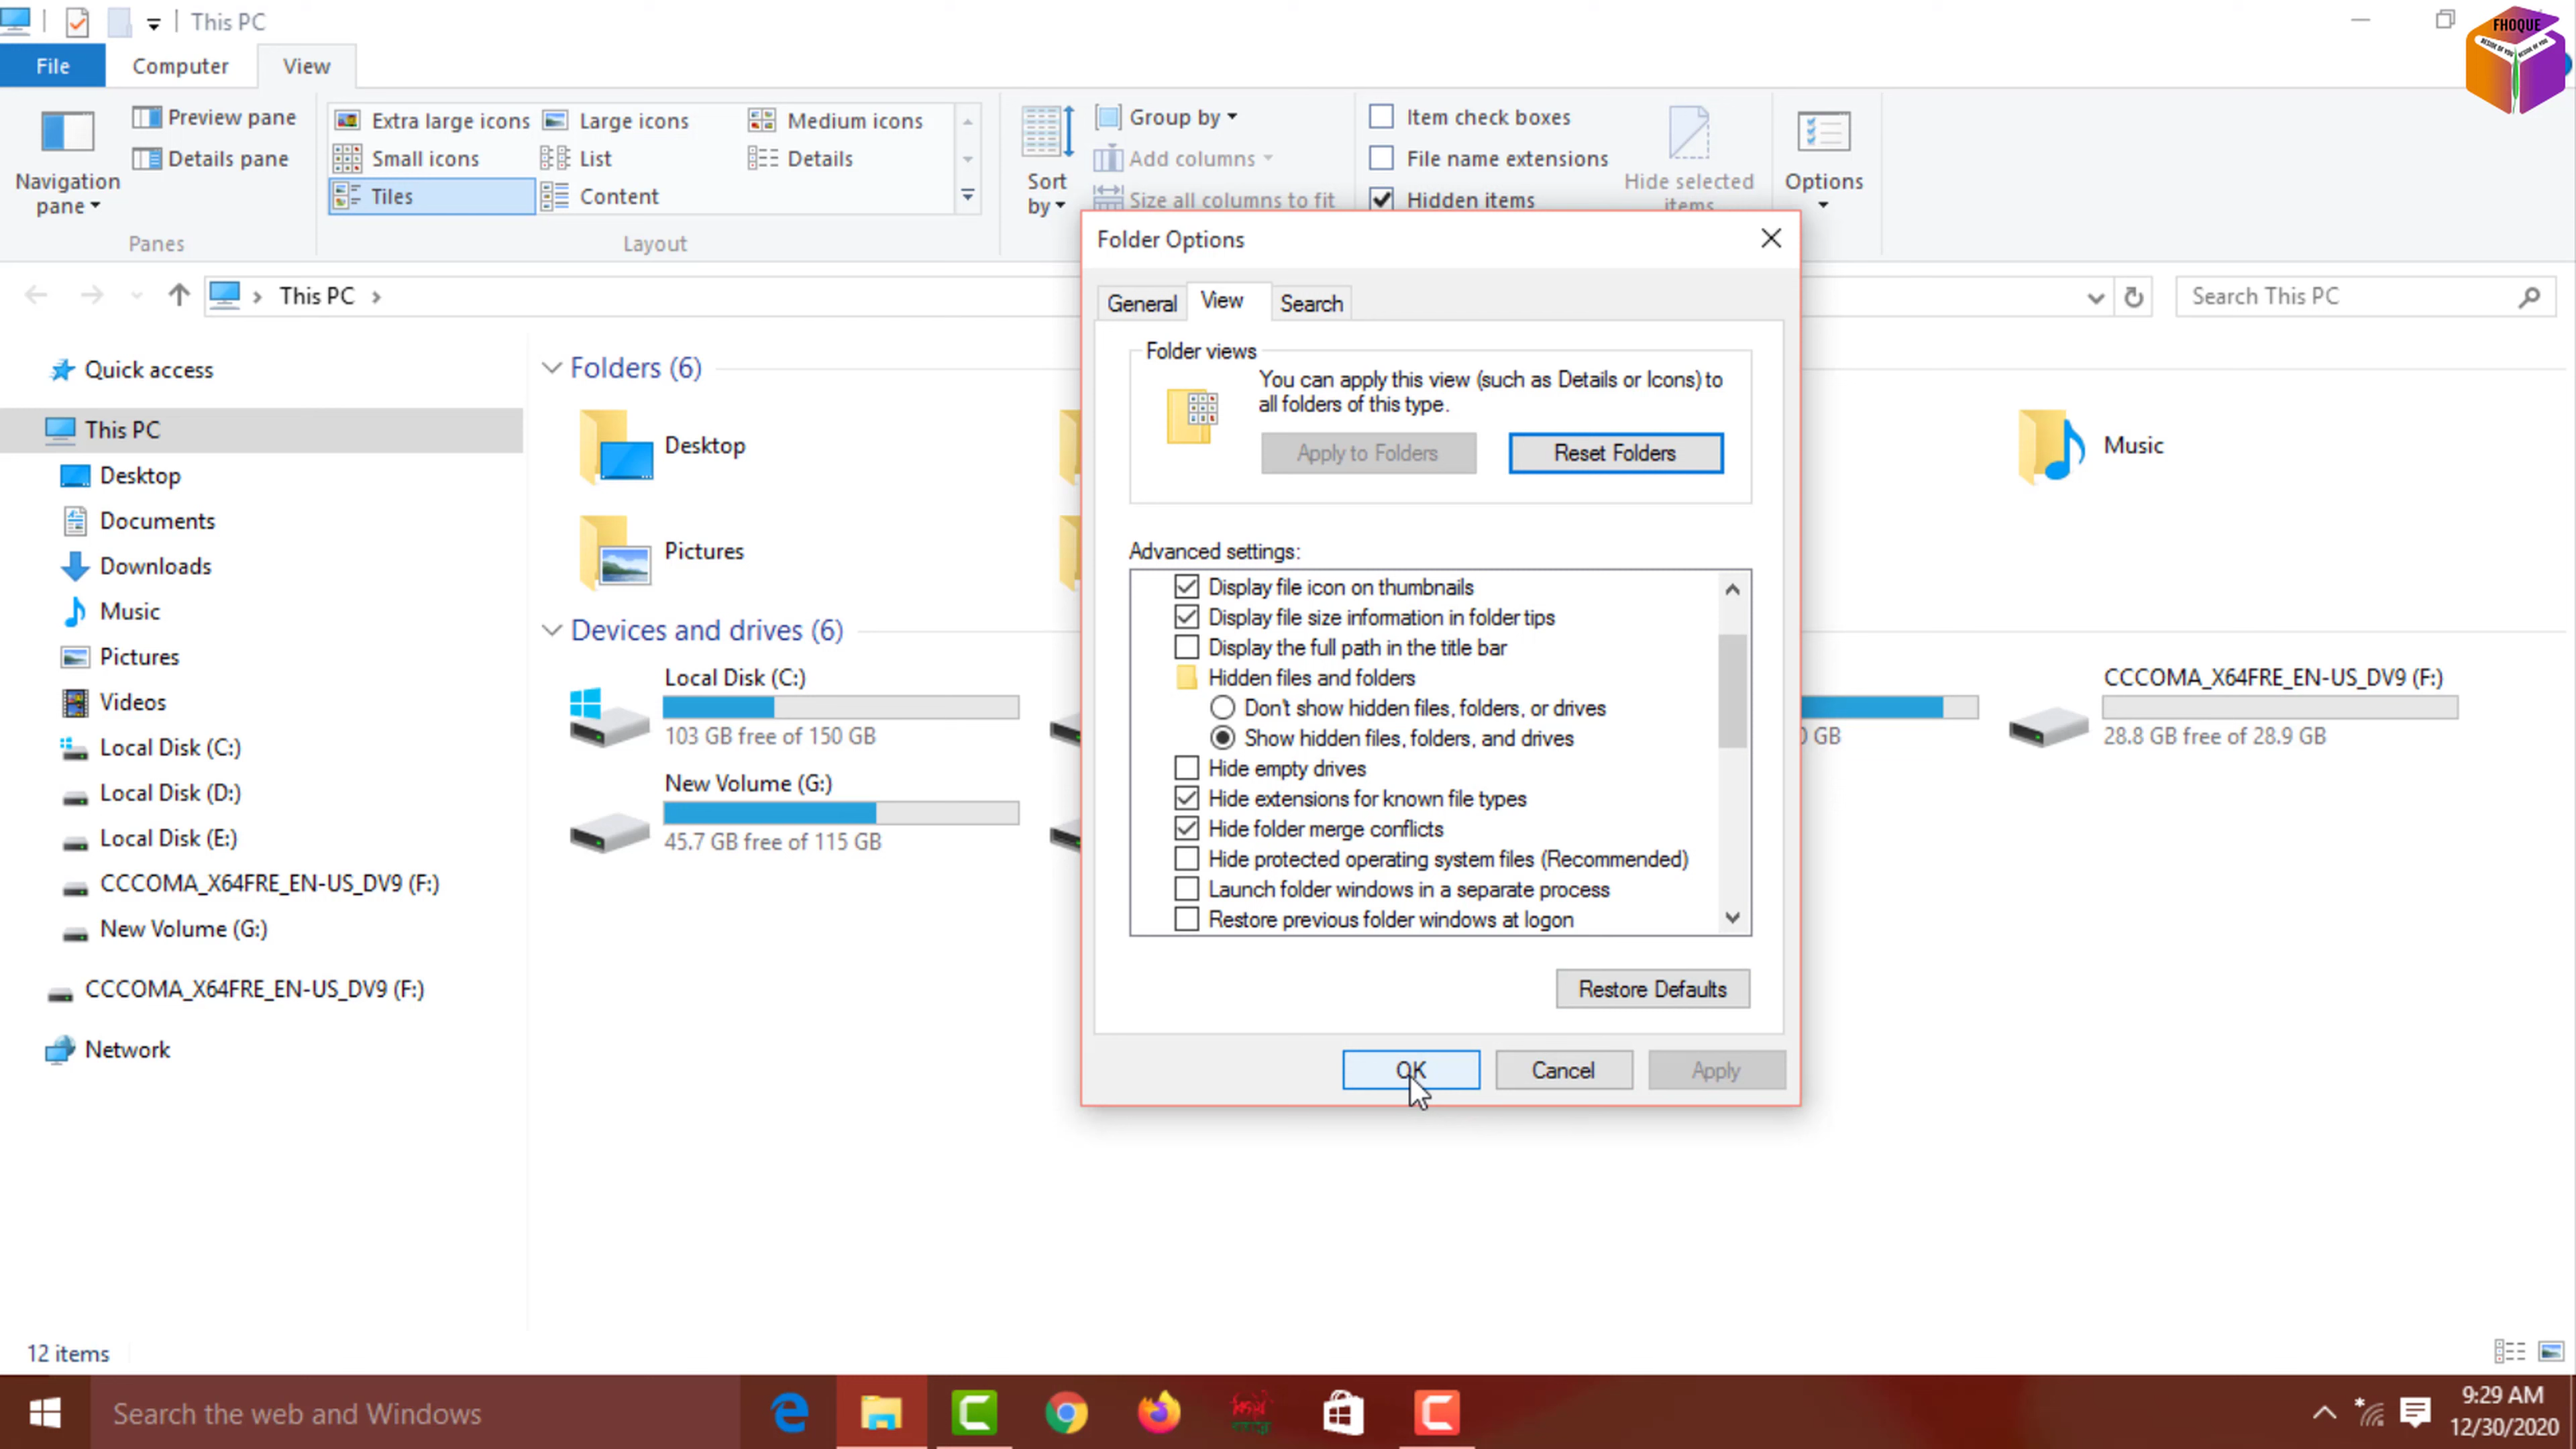 This PC
FHOQUE
BESIDE OF YOU BESIDE OF YOU
File
Computer
View
Navigation
pane
Preview pane
Details pane
Panes
Extra large icons
Large icons
Medium icons
Small icons
List
Details
Tiles
Content
Layout
Sort
by
Group by
Add columns
Size all columns to fit
Item check boxes
File name extensions
Hidden items
Hide selected
items
Options
This PC
Search This PC
Quick access
This PC
Desktop
Documents
Downloads
Music
Pictures
Videos
Local Disk (C:)
Local Disk (D:)
Local Disk (E:)
CCCOMA_X64FRE_EN-US_DV9 (F:)
New Volume (G:)
CCCOMA_X64FRE_EN-US_DV9 (F:)
Network
Folders (6)
Desktop
Music
Pictures
Devices and drives (6)
Local Disk (C:)
103 GB free of 150 GB
0 GB
CCCOMA_X64FRE_EN-US_DV9 (F:)
28.8 GB free of 28.9 GB
New Volume (G:)
45.7 GB free of 115 GB
Folder Options
General
View
Search
Folder views
You can apply this view (such as Details or Icons) to
all folders of this type.
Apply to Folders
Reset Folders
Advanced settings:
Display file icon on thumbnails
Display file size information in folder tips
Display the full path in the title bar
Hidden files and folders
Don't show hidden files, folders, or drives
Show hidden files, folders, and drives
Hide empty drives
Hide extensions for known file types
Hide folder merge conflicts
Hide protected operating system files (Recommended)
Launch folder windows in a separate process
Restore previous folder windows at logon
Restore Defaults
OK
Cancel
Apply
12 items
Search the web and Windows
9:29 AM
12/30/2020